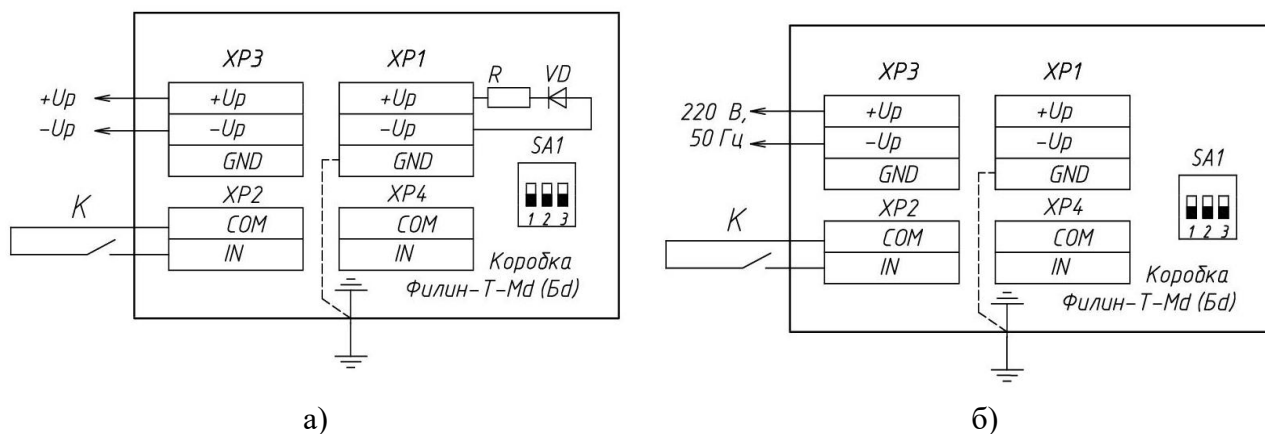 XP3 XP1
R VD
+Up +Up +Up
-Up -Up -Up
GND GND
SA1
XP2 XP4
1 2 3
K
COM COM
IN IN
Коробка
Филин-Т-Мd (Бd)
а)
XP3 XP1
220 В,
50 Гц
+Up +Up
-Up -Up
GND GND
SA1
XP2 XP4
1 2 3
K
COM COM
IN IN
Коробка
Филин-Т-Мd (Бd)
б)